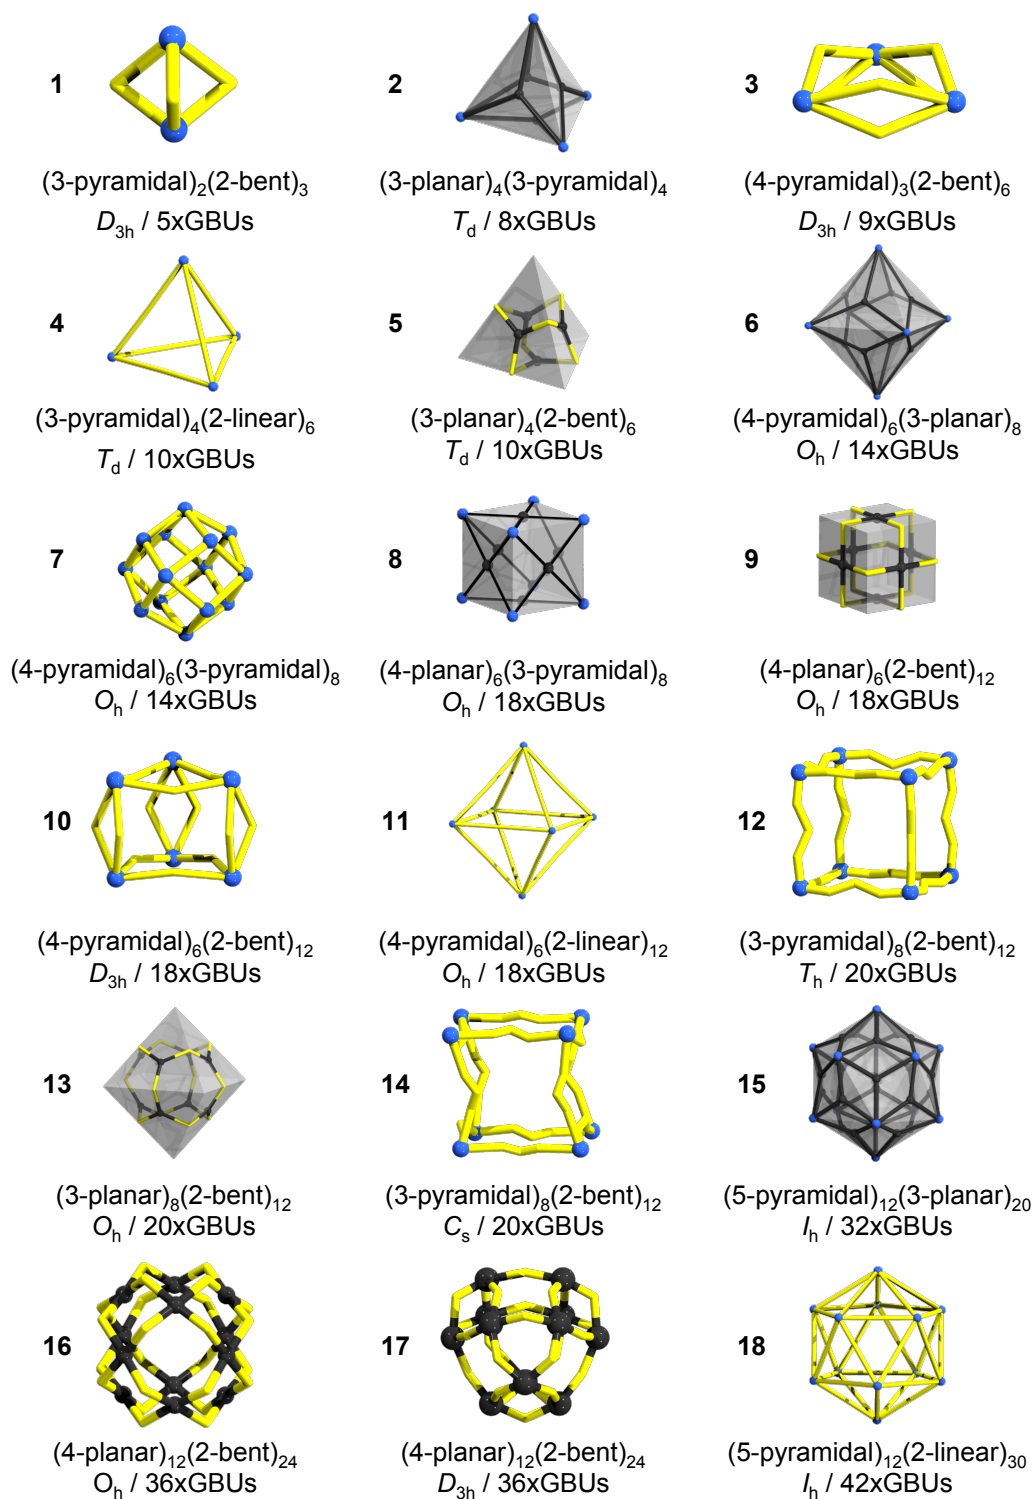 1
2
3
(3-pyramidal)₂(2-bent)₃
(3-planar)₄(3-pyramidal)₄
(4-pyramidal)₃(2-bent)₆
D₃ₕ / 5xGBUs
T_d / 8xGBUs
D₃ₕ / 9xGBUs
4
5
6
(3-pyramidal)₄(2-linear)₆
(3-planar)₄(2-bent)₆
(4-pyramidal)₆(3-planar)₈
T_d / 10xGBUs
T_d / 10xGBUs
Oₕ / 14xGBUs
7
8
9
(4-pyramidal)₆(3-pyramidal)₈
(4-planar)₆(3-pyramidal)₈
(4-planar)₆(2-bent)₁₂
Oₕ / 14xGBUs
Oₕ / 18xGBUs
Oₕ / 18xGBUs
10
11
12
(4-pyramidal)₆(2-bent)₁₂
(4-pyramidal)₆(2-linear)₁₂
(3-pyramidal)₈(2-bent)₁₂
D₃ₕ / 18xGBUs
Oₕ / 18xGBUs
Tₕ / 20xGBUs
13
14
15
(3-planar)₈(2-bent)₁₂
(3-pyramidal)₈(2-bent)₁₂
(5-pyramidal)₁₂(3-planar)₂₀
Oₕ / 20xGBUs
Cₛ / 20xGBUs
Iₕ / 32xGBUs
16
17
18
(4-planar)₁₂(2-bent)₂₄
(4-planar)₁₂(2-bent)₂₄
(5-pyramidal)₁₂(2-linear)₃₀
Oₕ / 36xGBUs
D₃ₕ / 36xGBUs
Iₕ / 42xGBUs